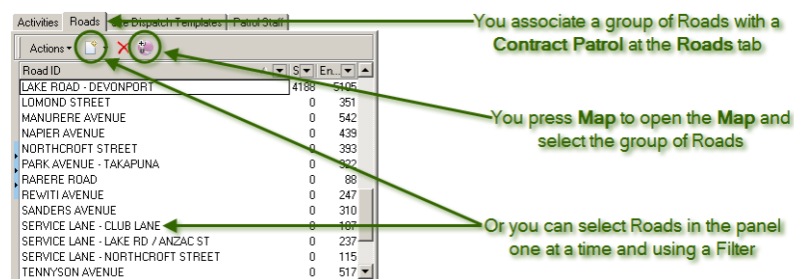 Activities Roads Dispatch Templates Patrol Staff
You associate a group of Roads with a
Contract Patrol at the Roads tab
Actions
Road ID S En...
LAKE ROAD - DEVONPORT 4188 5105
LOMOND STREET 0 351
MANURERE AVENUE 0 542
NAPIER AVENUE 0 439
NORTHCROFT STREET 0 393
PARK AVENUE - TAKAPUNA 0 322
RARERE ROAD 0 88
REWITI AVENUE 0 247
SANDERS AVENUE 0 310
SERVICE LANE - CLUB LANE 0 187
SERVICE LANE - LAKE RD / ANZAC ST 0 237
SERVICE LANE - NORTHCROFT STREET 0 115
TENNYSON AVENUE 0 517
You press Map to open the Map and
select the group of Roads
Or you can select Roads in the panel
one at a time and using a Filter